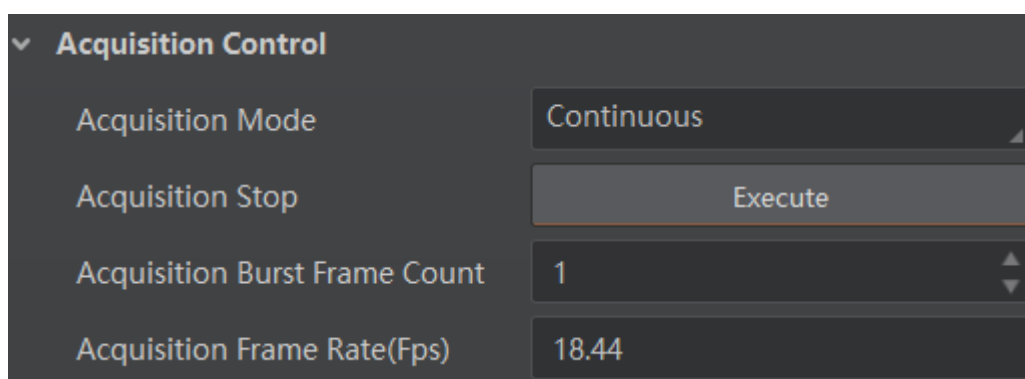 Acquisition Control
Acquisition Mode Continuous
Acquisition Stop Execute
Acquisition Burst Frame Count 1
Acquisition Frame Rate(Fps) 18.44